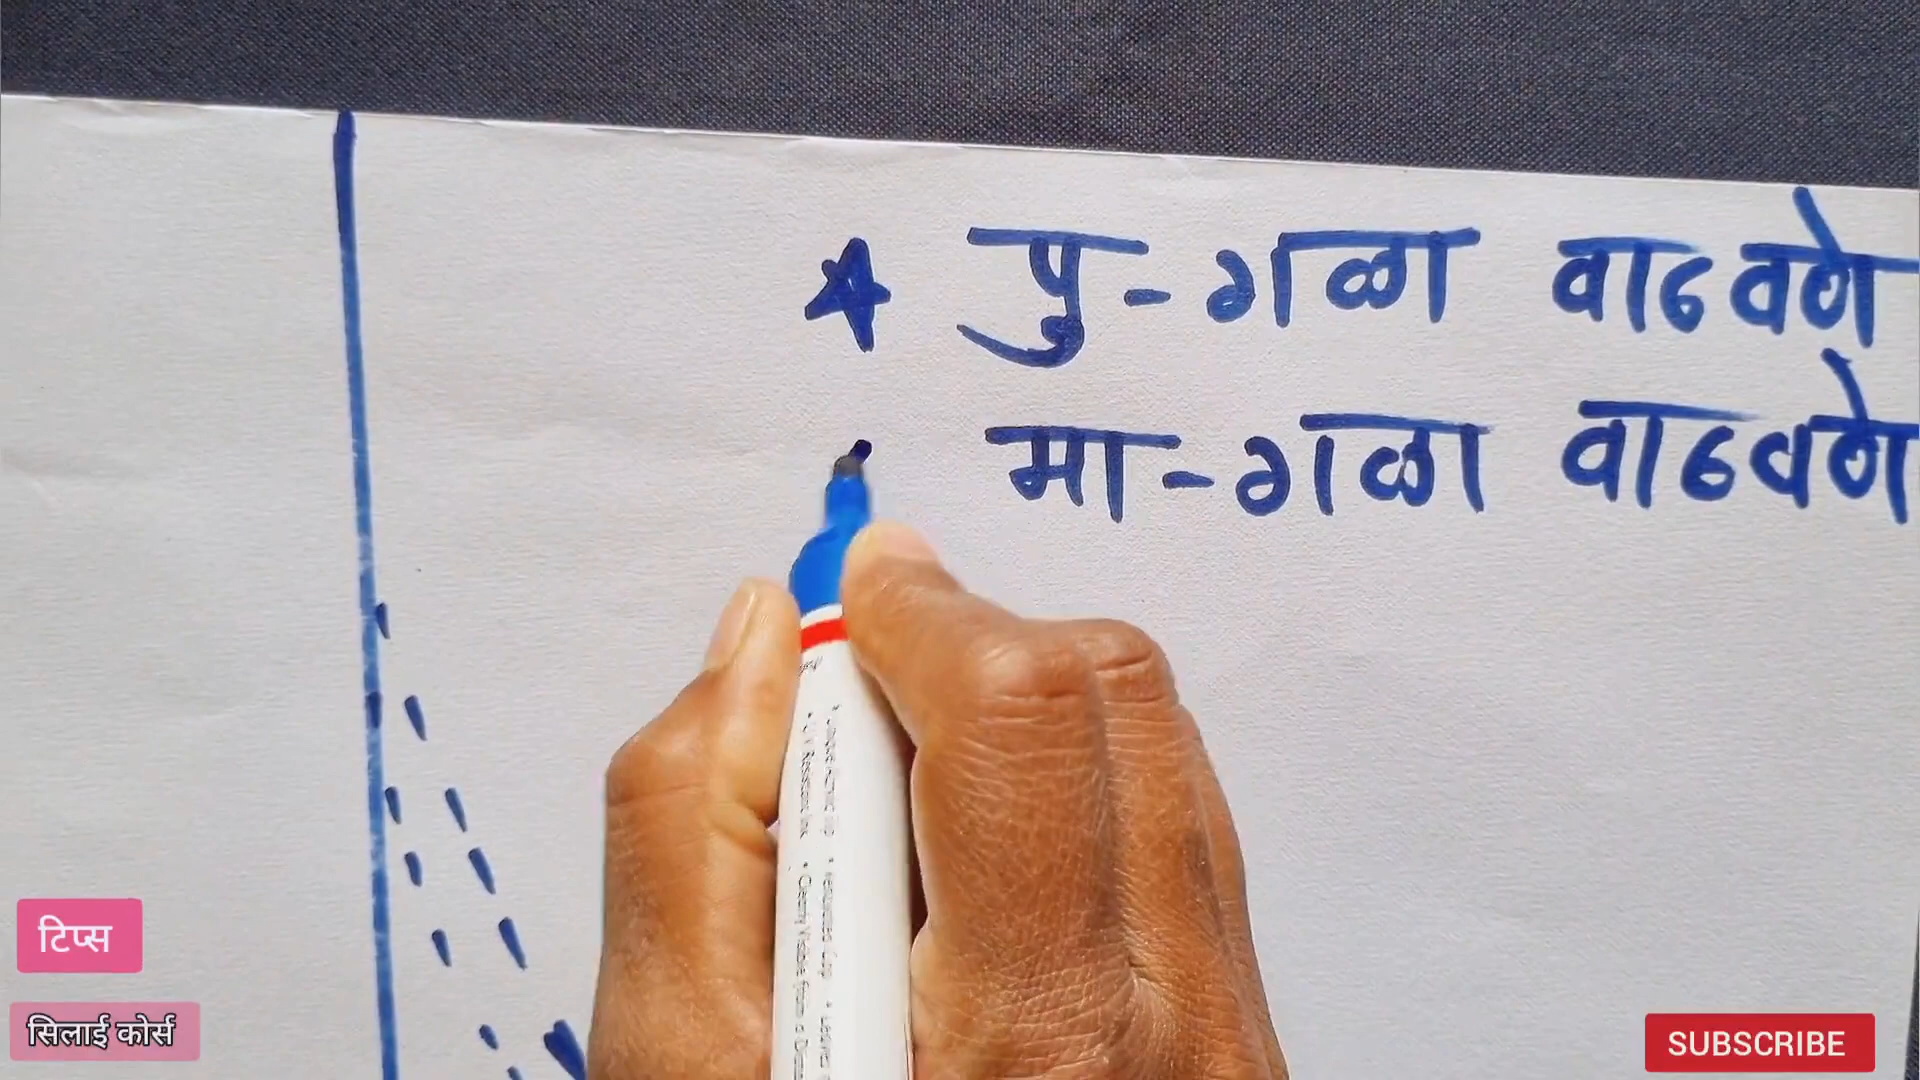 ★ पु-गळा वाढवणे
मा-गळा वाढवणे
टिप्स
सिलाई कोर्स
SUBSCRIBE